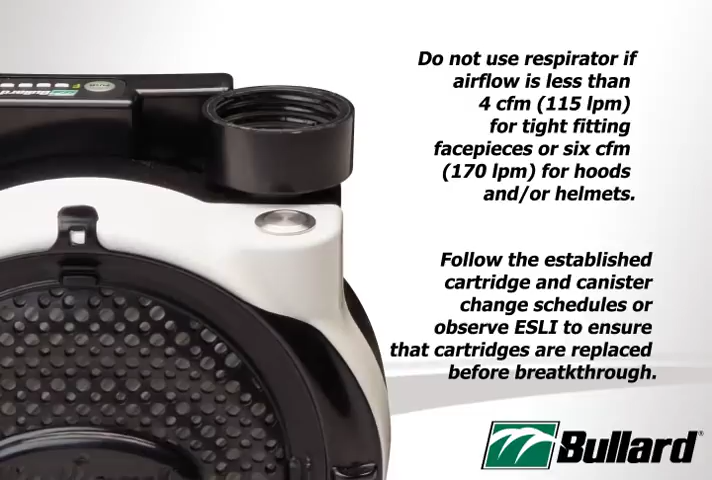 Do not use respirator if
airflow is less than
4 cfm (115 lpm)
for tight fitting
facepieces or six cfm
(170 lpm) for hoods
and/or helmets.
Follow the established
cartridge and canister
change schedules or
observe ESLI to ensure
that cartridges are replaced
before breatkthrough.
Bullard®
Bullard